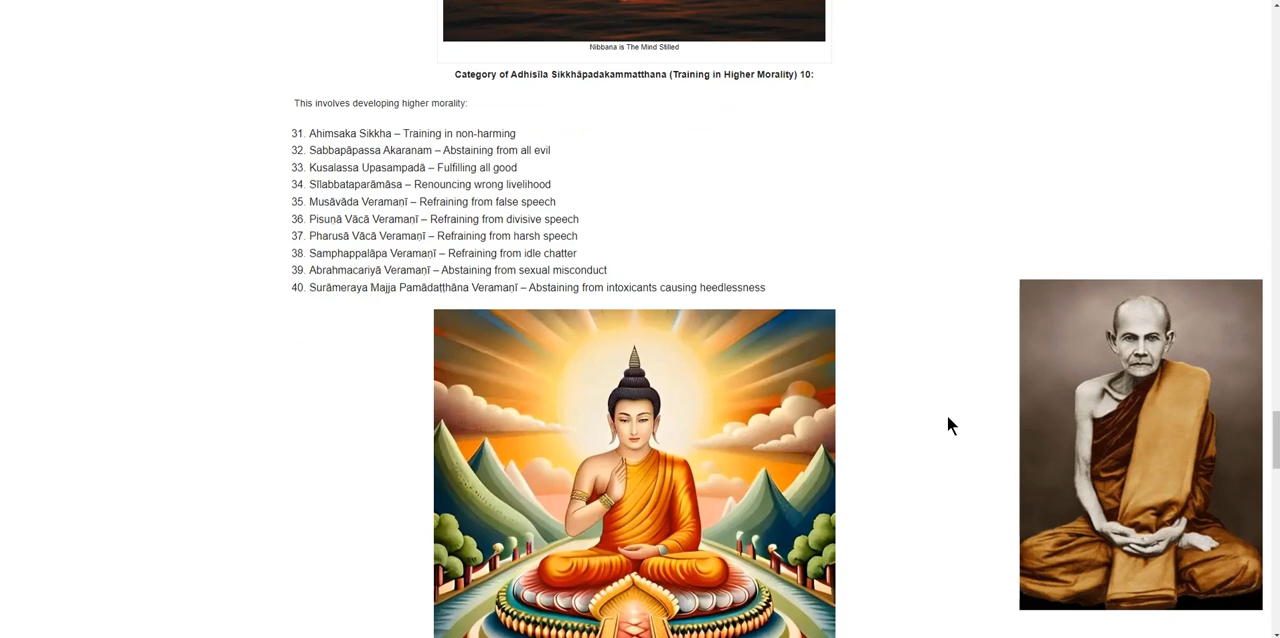 Nibbana is The Mind Stilled
Category of Adhisīla Sikkhāpadakammatthana (Training in Higher Morality) 10:
This involves developing higher morality:
31. Ahimsaka Sikkha – Training in non-harming
32. Sabbapāpassa Akaranam – Abstaining from all evil
33. Kusalassa Upasampadā – Fulfilling all good
34. Sīlabbataparāmāsa – Renouncing wrong livelihood
35. Musāvāda Veramaṇī – Refraining from false speech
36. Pisuṇā Vācā Veramaṇī – Refraining from divisive speech
37. Pharusā Vācā Veramaṇī – Refraining from harsh speech
38. Samphappalāpa Veramaṇī – Refraining from idle chatter
39. Abrahmacariyā Veramaṇī – Abstaining from sexual misconduct
40. Surāmeraya Majja Pamādaṭṭhāna Veramaṇī – Abstaining from intoxicants causing heedlessness